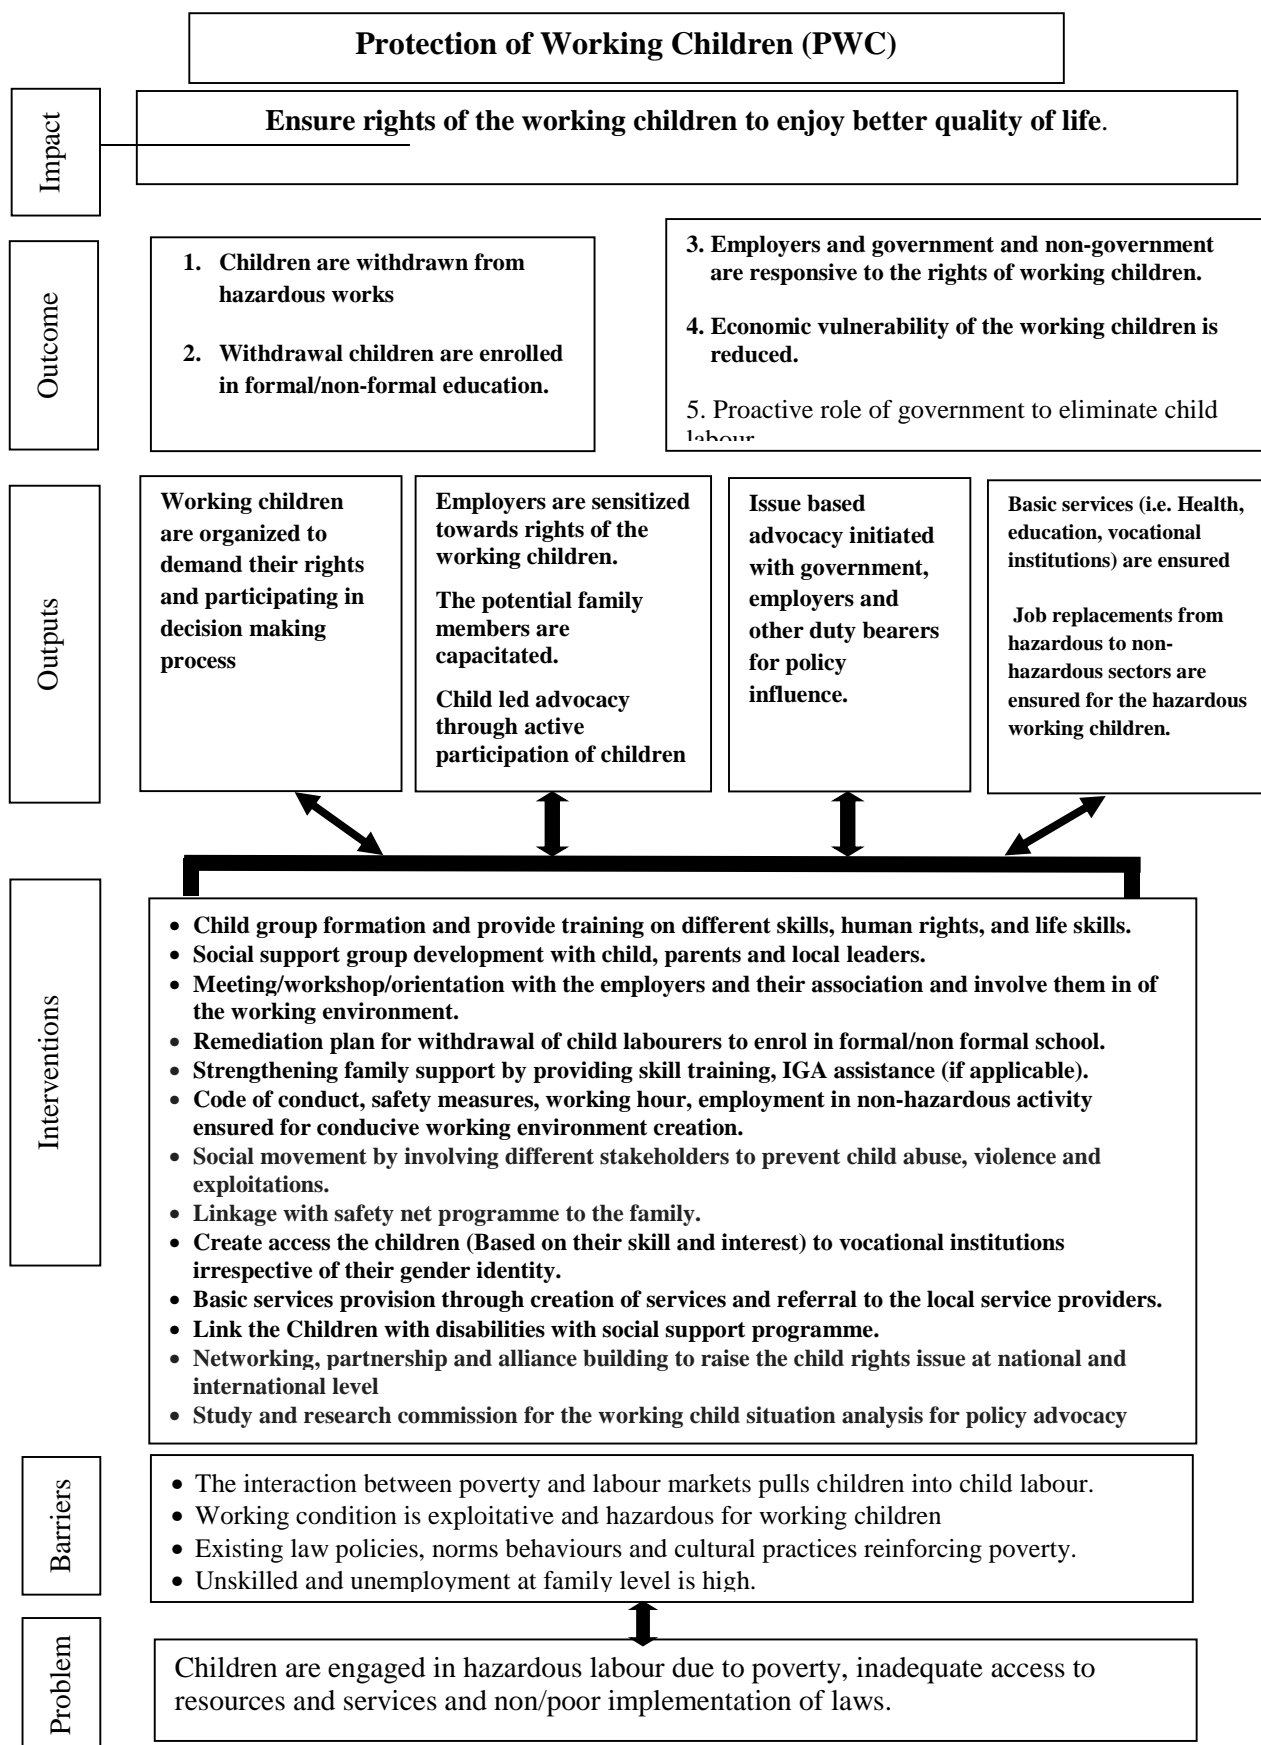 Protection of Working Children (PWC)
Impact
Ensure rights of the working children to enjoy better quality of life.
Outcome
1. Children are withdrawn from
hazardous works
2. Withdrawal children are enrolled
in formal/non-formal education.
3. Employers and government and non-government
are responsive to the rights of working children.
4. Economic vulnerability of the working children is
reduced.
5. Proactive role of government to eliminate child
labour
Outputs
Working children
are organized to
demand their rights
and participating in
decision making
process
Employers are sensitized
towards rights of the
working children.
The potential family
members are
capacitated.
Child led advocacy
through active
participation of children
Issue based
advocacy initiated
with government,
employers and
other duty bearers
for policy
influence.
Basic services (i.e. Health,
education, vocational
institutions) are ensured
Job replacements from
hazardous to non-
hazardous sectors are
ensured for the hazardous
working children.
Interventions
• Child group formation and provide training on different skills, human rights, and life skills.
• Social support group development with child, parents and local leaders.
• Meeting/workshop/orientation with the employers and their association and involve them in of
the working environment.
• Remediation plan for withdrawal of child labourers to enrol in formal/non formal school.
• Strengthening family support by providing skill training, IGA assistance (if applicable).
• Code of conduct, safety measures, working hour, employment in non-hazardous activity
ensured for conducive working environment creation.
• Social movement by involving different stakeholders to prevent child abuse, violence and
exploitations.
• Linkage with safety net programme to the family.
• Create access the children (Based on their skill and interest) to vocational institutions
irrespective of their gender identity.
• Basic services provision through creation of services and referral to the local service providers.
• Link the Children with disabilities with social support programme.
• Networking, partnership and alliance building to raise the child rights issue at national and
international level
• Study and research commission for the working child situation analysis for policy advocacy
Barriers
• The interaction between poverty and labour markets pulls children into child labour.
• Working condition is exploitative and hazardous for working children
• Existing law policies, norms behaviours and cultural practices reinforcing poverty.
• Unskilled and unemployment at family level is high.
Problem
Children are engaged in hazardous labour due to poverty, inadequate access to
resources and services and non/poor implementation of laws.